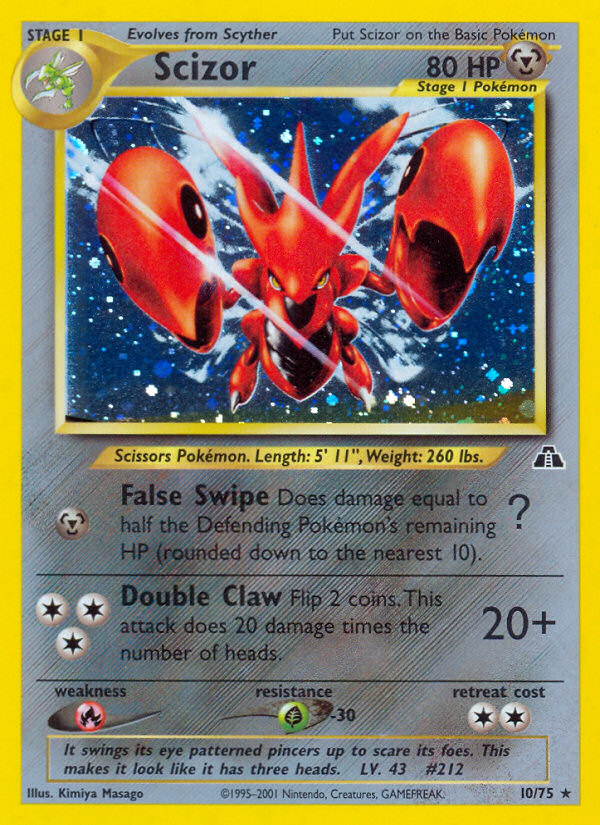 STAGE 1 Evolves from Scyther Put Scizor on the Basic Pokémon
Scizor 80 HP
Stage 1 Pokémon
Scissors Pokémon. Length: 5' 11", Weight: 260 lbs.
False Swipe Does damage equal to
half the Defending Pokémon's remaining ?
HP (rounded down to the nearest 10).
Double Claw Flip 2 coins. This
attack does 20 damage times the 20+
number of heads.
weakness resistance retreat cost
-30
It swings its eye patterned pincers up to scare its foes. This
makes it look like it has three heads. LV. 43 #212
Illus. Kimiya Masago ©1995-2001 Nintendo, Creatures, GAMEFREAK. 10/75 ★